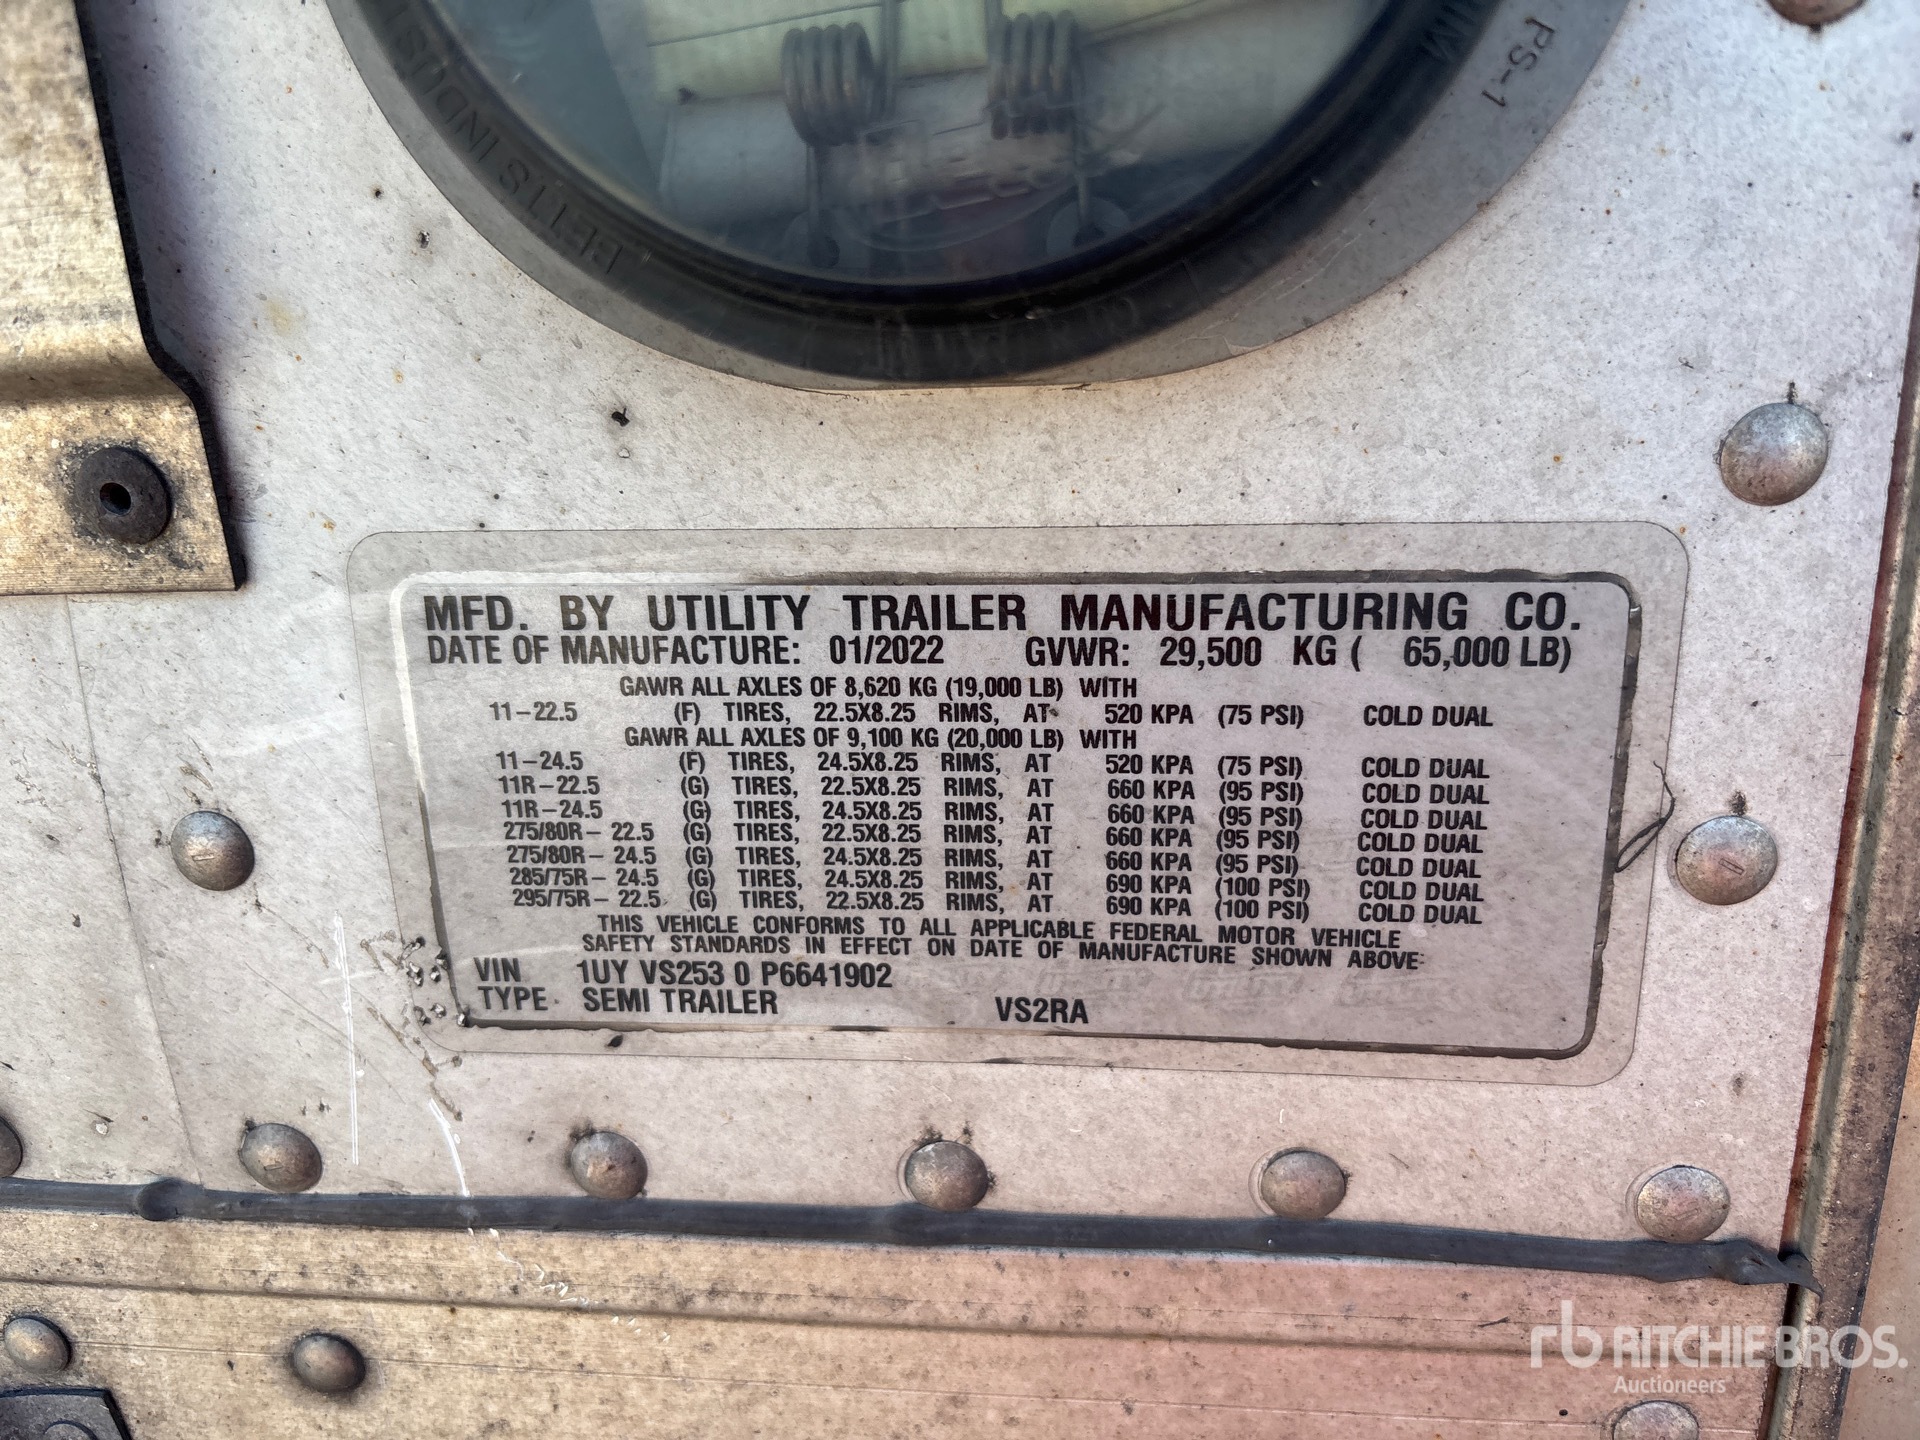 PS-1
BETTS INDUST
MFD. BY UTILITY TRAILER MANUFACTURING CO.
DATE OF MANUFACTURE: 01/2022 GVWR: 29,500 KG ( 65,000 LB)
GAWR ALL AXLES OF 8,620 KG (19,000 LB) WITH
11-22.5 (F) TIRES, 22.5X8.25 RIMS, AT 520 KPA (75 PSI) COLD DUAL
GAWR ALL AXLES OF 9,100 KG (20,000 LB) WITH
11-24.5 (F) TIRES, 24.5X8.25 RIMS, AT 520 KPA (75 PSI) COLD DUAL
11R-22.5 (G) TIRES, 22.5X8.25 RIMS, AT 660 KPA (95 PSI) COLD DUAL
11R-24.5 (G) TIRES, 24.5X8.25 RIMS, AT 660 KPA (95 PSI) COLD DUAL
275/80R- 22.5 (G) TIRES, 22.5X8.25 RIMS, AT 660 KPA (95 PSI) COLD DUAL
275/80R- 24.5 (G) TIRES, 24.5X8.25 RIMS, AT 660 KPA (95 PSI) COLD DUAL
285/75R- 24.5 (G) TIRES, 24.5X8.25 RIMS, AT 690 KPA (100 PSI) COLD DUAL
295/75R- 22.5 (G) TIRES, 22.5X8.25 RIMS, AT 690 KPA (100 PSI) COLD DUAL
THIS VEHICLE CONFORMS TO ALL APPLICABLE FEDERAL MOTOR VEHICLE
SAFETY STANDARDS IN EFFECT ON DATE OF MANUFACTURE SHOWN ABOVE
VIN 1UY VS253 0 P6641902
TYPE SEMI TRAILER VS2RA
rb RITCHIE BROS.
Auctioneers